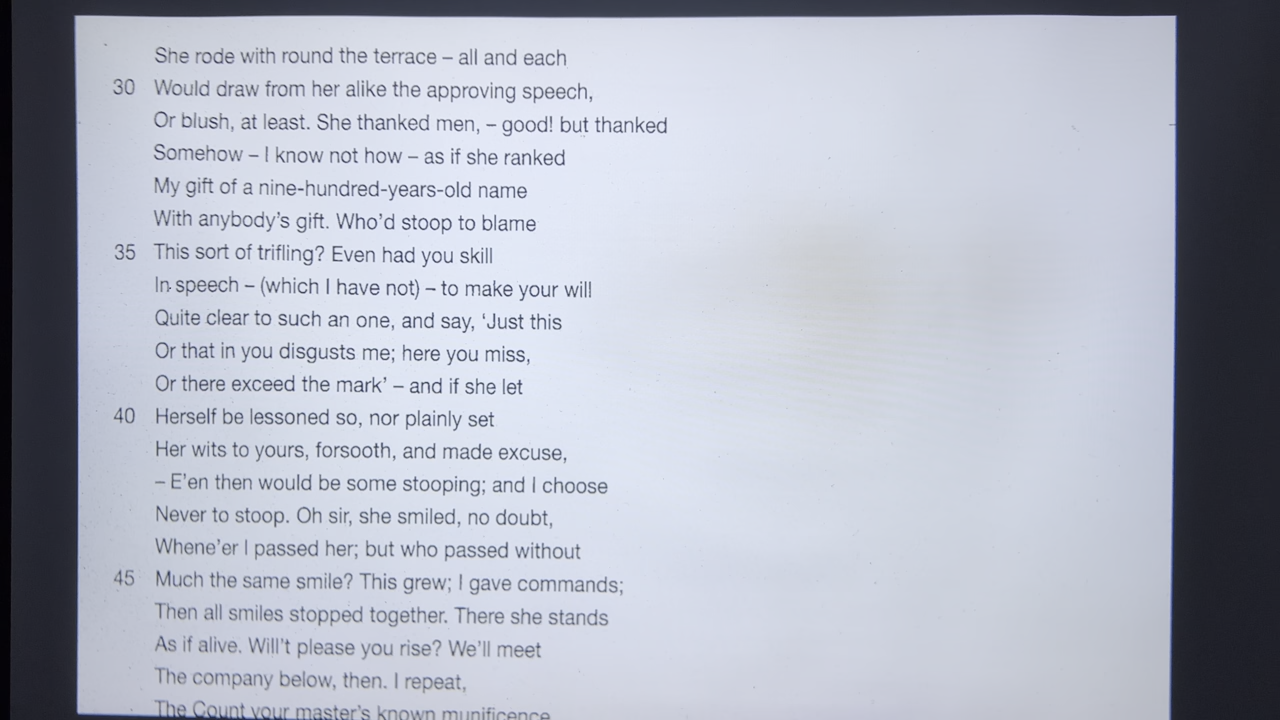 She rode with round the terrace – all and each
30 Would draw from her alike the approving speech,
Or blush, at least. She thanked men, – good! but thanked
Somehow – I know not how – as if she ranked
My gift of a nine-hundred-years-old name
With anybody's gift. Who'd stoop to blame
35 This sort of trifling? Even had you skill
In speech – (which I have not) – to make your will
Quite clear to such an one, and say, 'Just this
Or that in you disgusts me; here you miss,
Or there exceed the mark' – and if she let
40 Herself be lessoned so, nor plainly set
Her wits to yours, forsooth, and made excuse,
– E'en then would be some stooping; and I choose
Never to stoop. Oh sir, she smiled, no doubt,
Whene'er I passed her; but who passed without
45 Much the same smile? This grew; I gave commands;
Then all smiles stopped together. There she stands
As if alive. Will't please you rise? We'll meet
The company below, then. I repeat,
The Count your master's known munificence